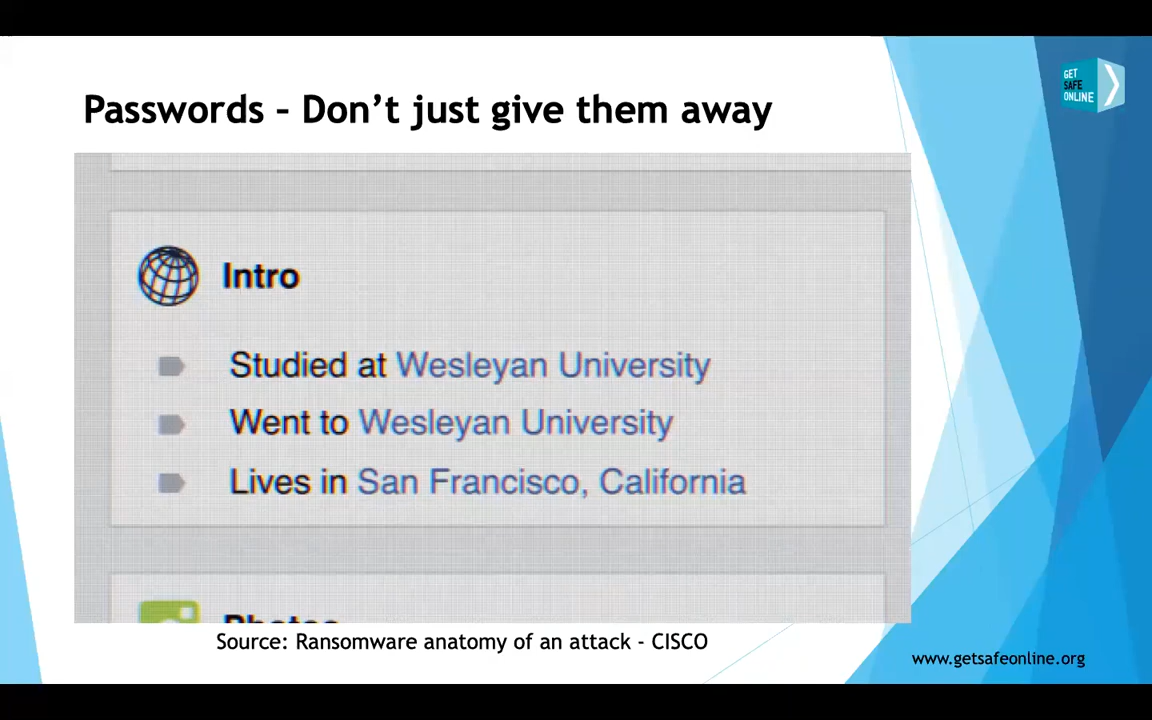 GET
SAFE
ONLINE
Passwords – Don't just give them away
Intro
Studied at Wesleyan University
Went to Wesleyan University
Lives in San Francisco, California
Photos
Source: Ransomware anatomy of an attack - CISCO
www.getsafeonline.org